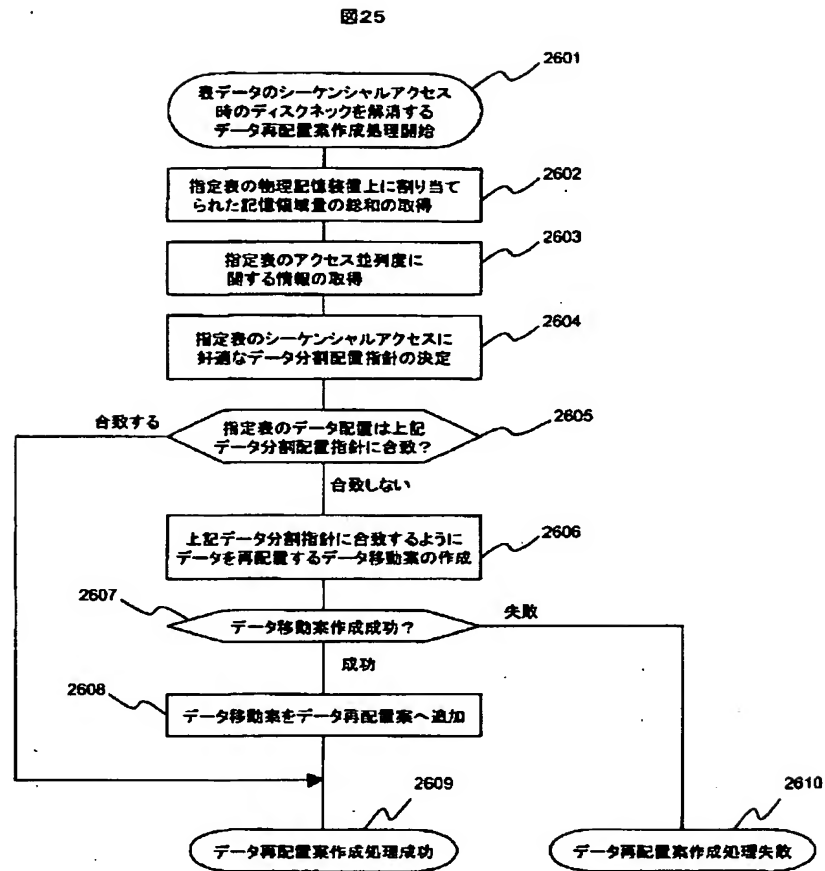 図25
2601
表データのシーケンシャルアクセス
時のディスクネックを解消する
データ再配置案作成処理開始
2602
指定表の物理記憶装置上に割り当て
られた記憶領域量の総和の取得
2603
指定表のアクセス並列度に
関する情報の取得
2604
指定表のシーケンシャルアクセスに
好適なデータ分割配置指針の決定
合致する
2605
指定表のデータ配置は上記
データ分割配置指針に合致?
合致しない
2606
上記データ分割指針に合致するように
データを再配置するデータ移動案の作成
2607
失敗
データ移動案作成成功?
成功
2608
データ移動案をデータ再配置案へ追加
2609
2610
データ再配置案作成処理成功
データ再配置案作成処理失敗